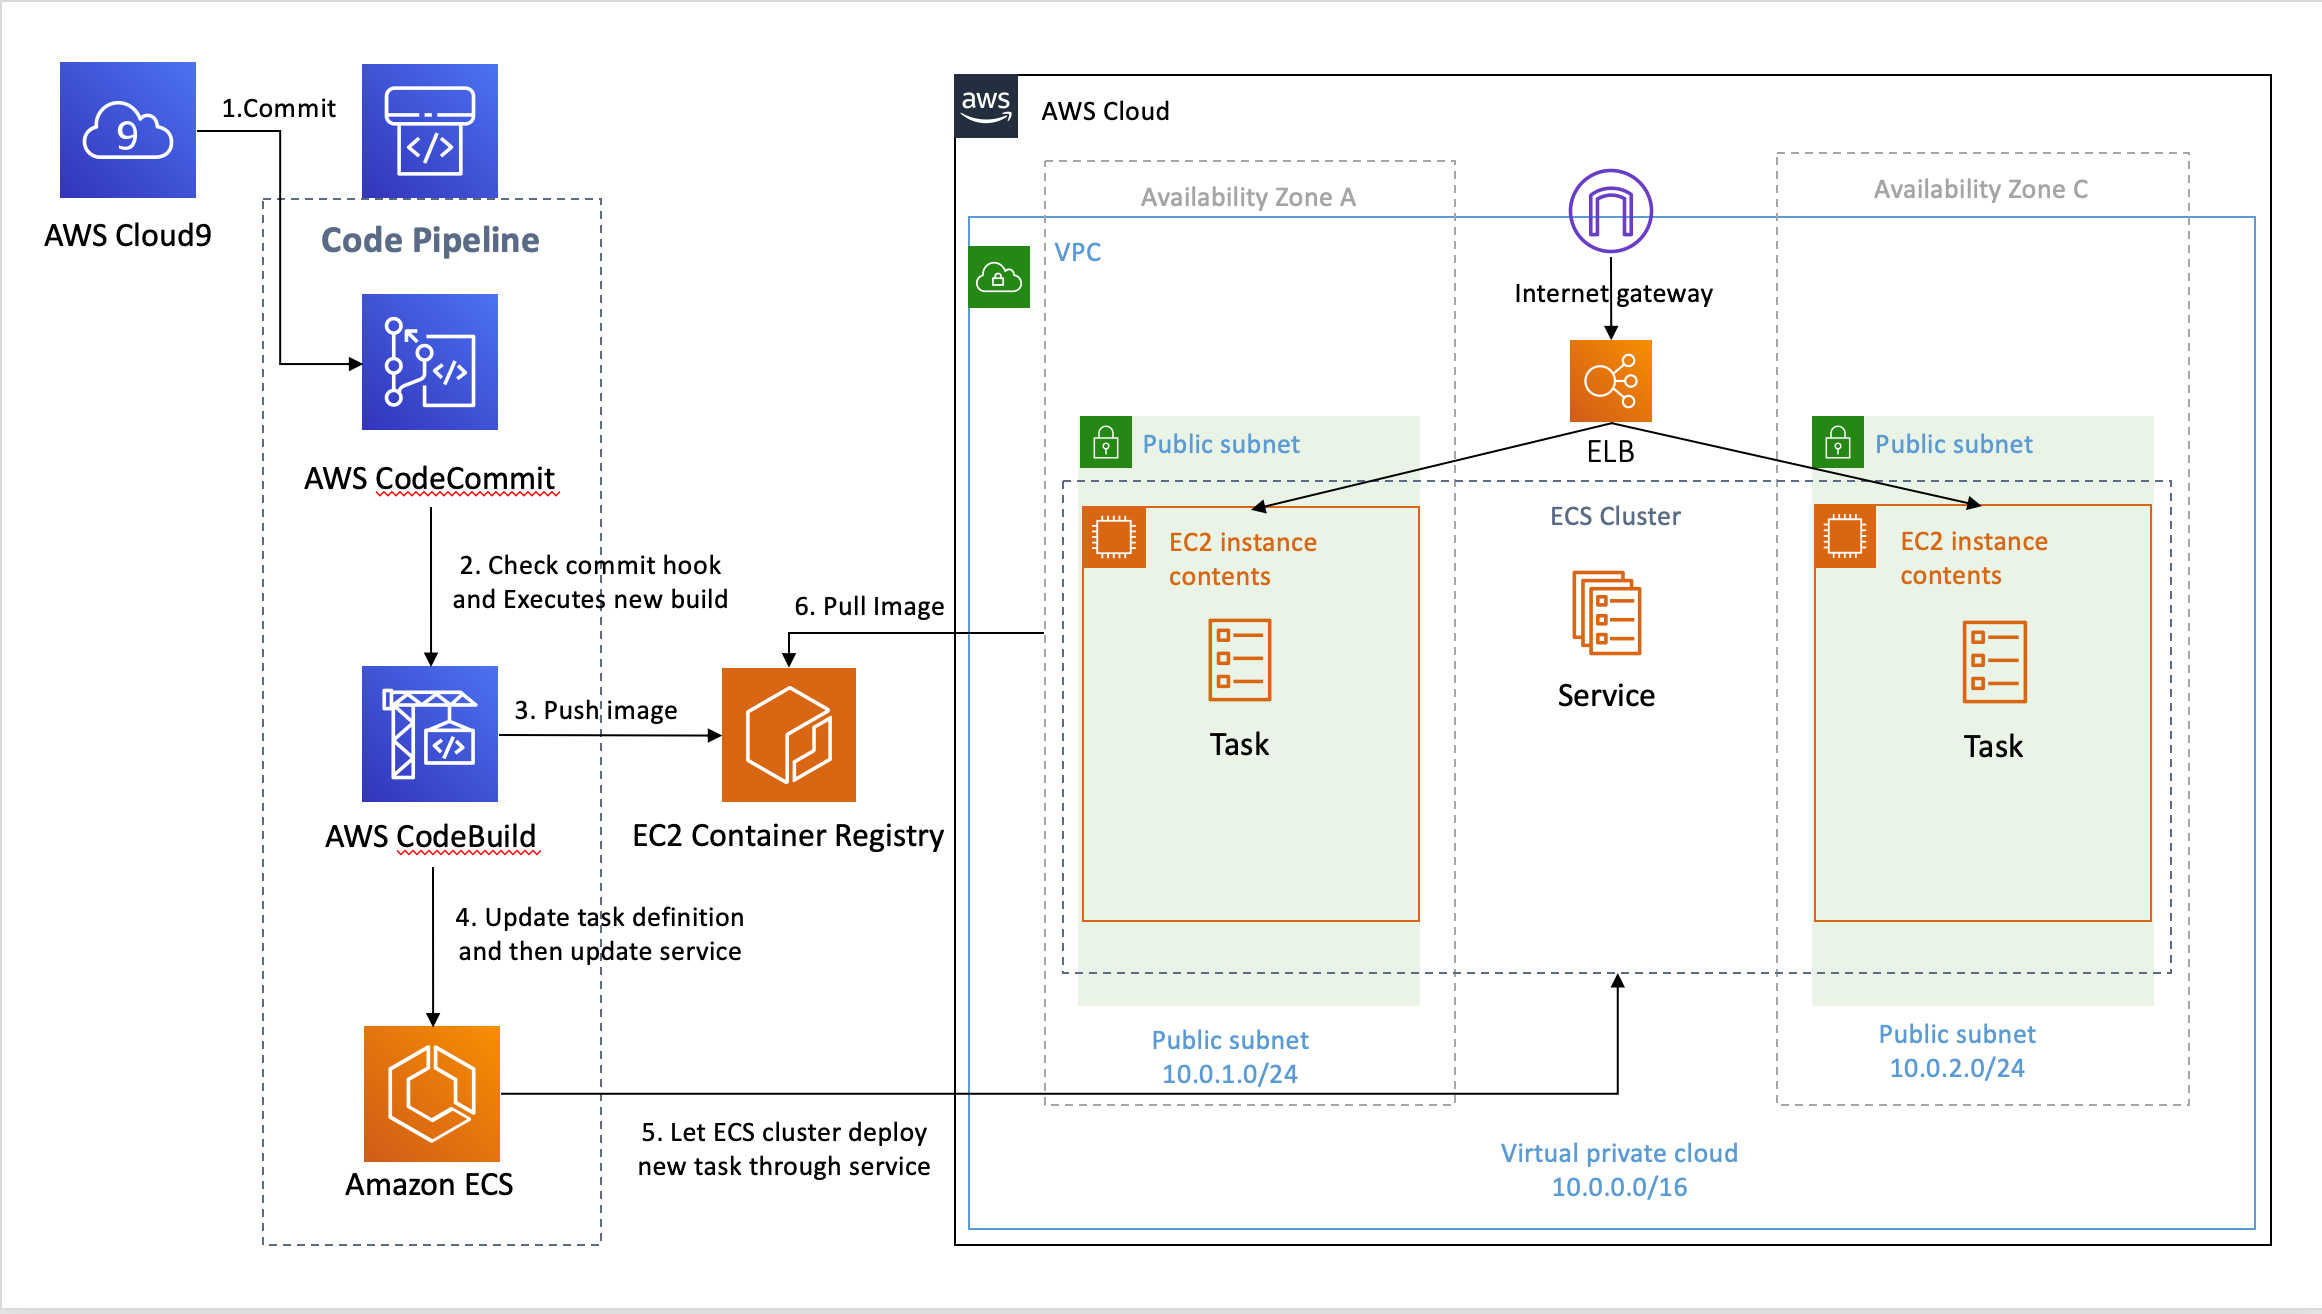 9
1.Commit
AWS Cloud9
Code Pipeline
</>
</>
AWS CodeCommit
2. Check commit hook
and Executes new build
</>
AWS CodeBuild
3. Push image
6. Pull Image
EC2 Container Registry
4. Update task definition
and then update service
Amazon ECS
5. Let ECS cluster deploy
new task through service
aws
AWS Cloud
Availability Zone A
Availability Zone C
VPC
Internet gateway
ELB
Public subnet
Public subnet
ECS Cluster
EC2 instance
contents
Task
Service
EC2 instance
contents
Task
Public subnet
10.0.1.0/24
Public subnet
10.0.2.0/24
Virtual private cloud
10.0.0.0/16